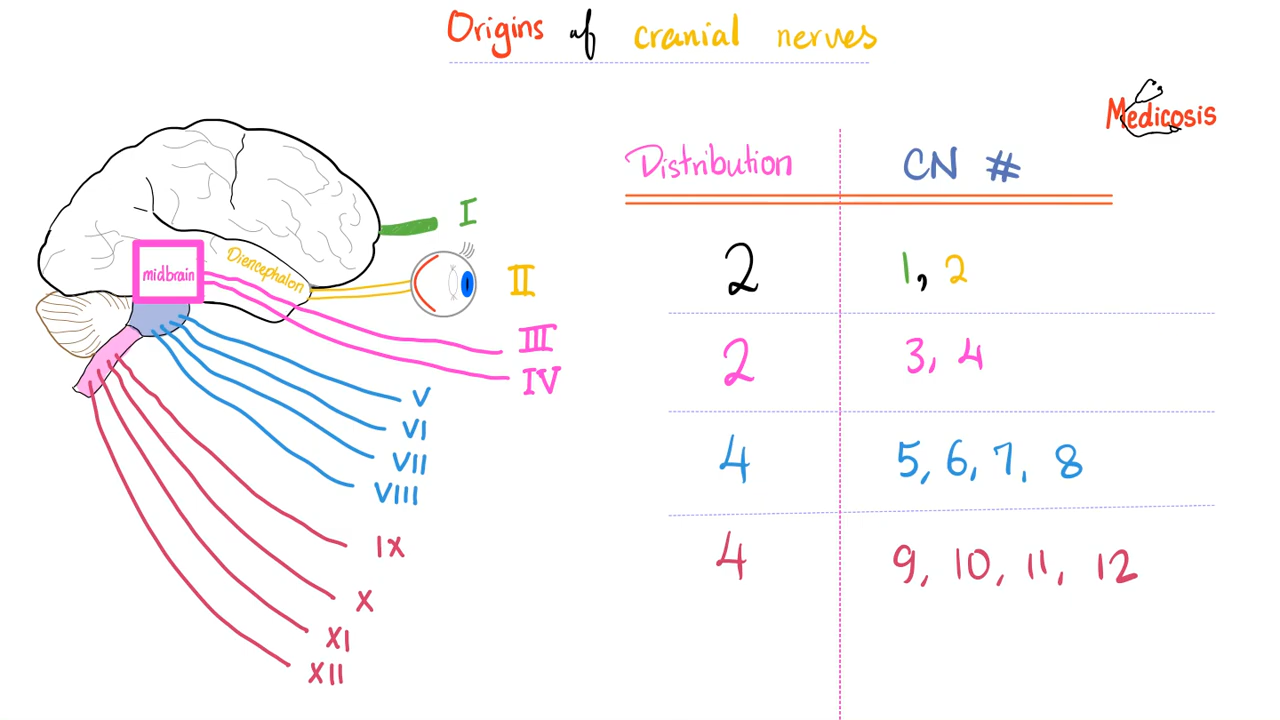 Origins of cranial nerves
Medicosis
Distribution CN #
2 1, 2
2 3, 4
4 5, 6, 7, 8
4 9, 10, 11, 12
I
midbrain
Diencephalon
II
III
IV
V
VI
VII
VIII
IX
X
XI
XII